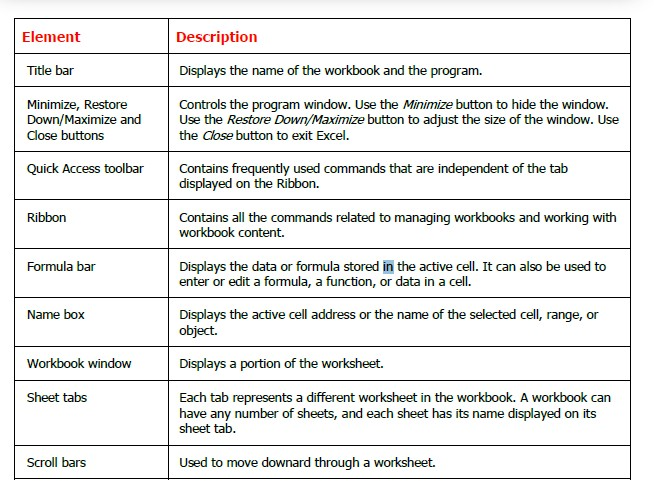 Element Description
Title bar Displays the name of the workbook and the program.
Minimize, Restore Controls the program window. Use the Minimize button to hide the window.
Down/Maximize and Use the Restore Down/Maximize button to adjust the size of the window. Use
Close buttons the Close button to exit Excel.
Quick Access toolbar Contains frequently used commands that are independent of the tab
displayed on the Ribbon.
Ribbon Contains all the commands related to managing workbooks and working with
workbook content.
Formula bar Displays the data or formula stored in the active cell. It can also be used to
enter or edit a formula, a function, or data in a cell.
Name box Displays the active cell address or the name of the selected cell, range, or
object.
Workbook window Displays a portion of the worksheet.
Sheet tabs Each tab represents a different worksheet in the workbook. A workbook can
have any number of sheets, and each sheet has its name displayed on its
sheet tab.
Scroll bars Used to move downard through a worksheet.